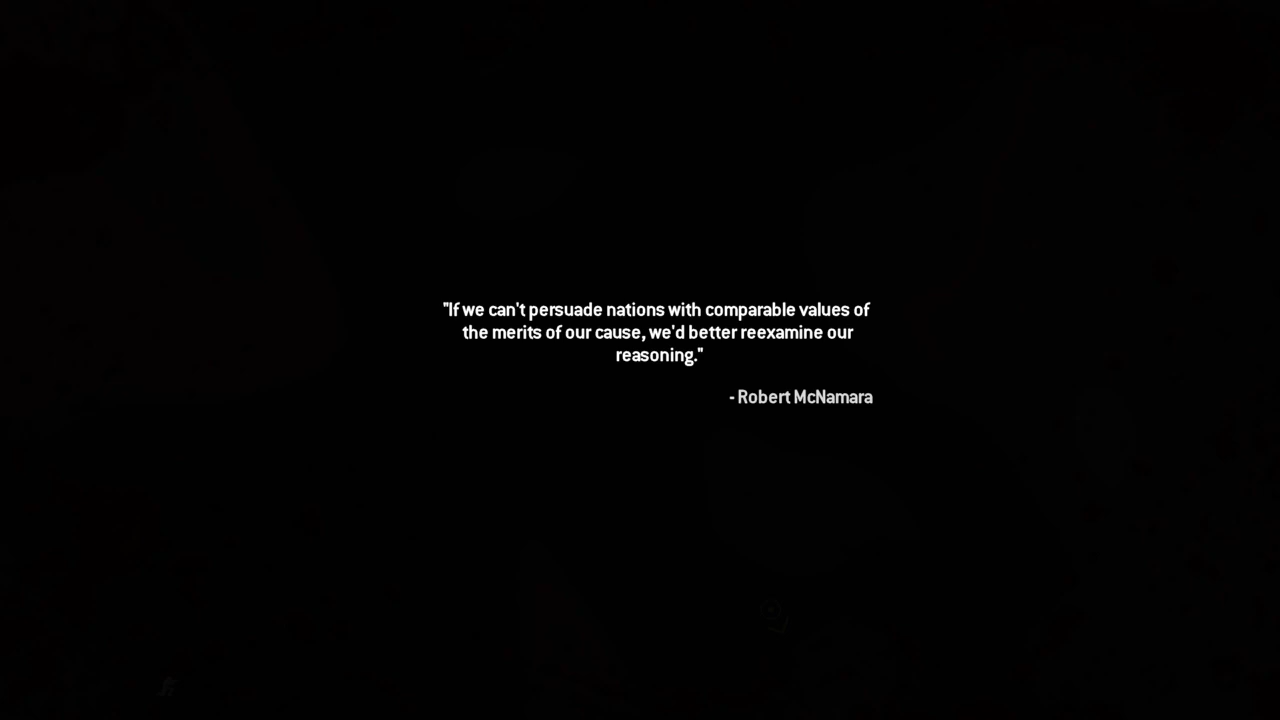 "If we can't persuade nations with comparable values of
the merits of our cause, we'd better reexamine our
reasoning."
- Robert McNamara